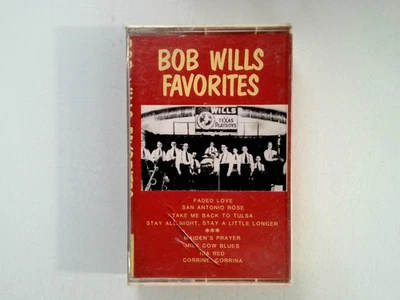 BOB WILLS
FAVORITES
WILLS
TEXAS
PLAYBOYS
FADED LOVE
SAN ANTONIO ROSE
TAKE ME BACK TO TULSA
STAY ALL NIGHT, STAY A LITTLE LONGER
***
MAIDEN'S PRAYER
MILK COW BLUES
IDA RED
CORRINE, CORRINA